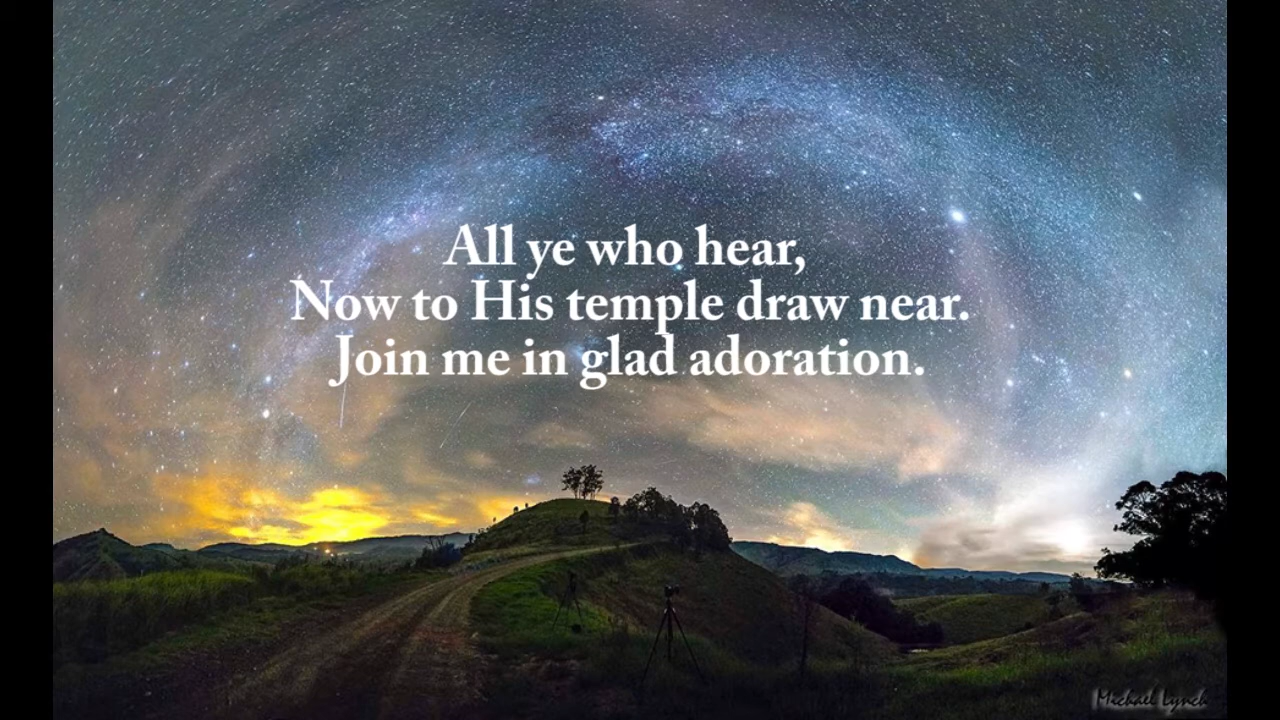 All ye who hear,
Now to His temple draw near.
Join me in glad adoration.
Michael Lynch